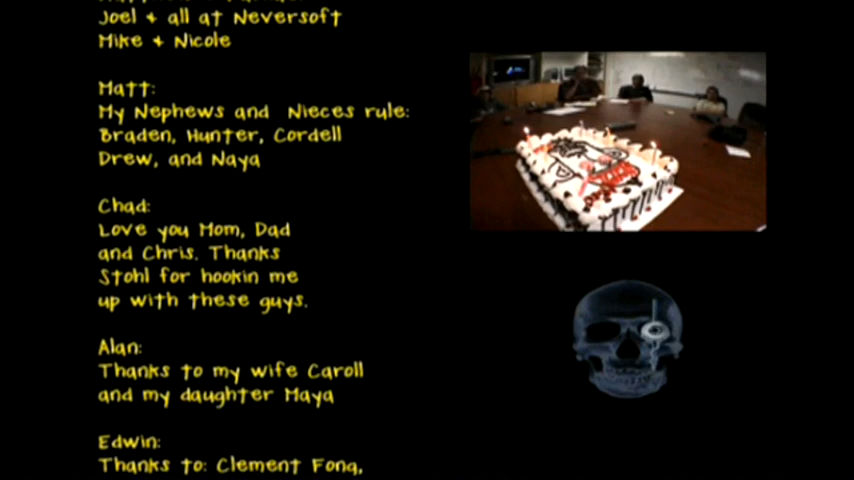 Joel + all at Neversoft
Mike + Nicole
Matt:
My Nephews and Nieces rule:
Braden, Hunter, Cordell
Drew, and Naya
Chad:
Love you Mom, Dad
and Chris. Thanks
Stohl for hookin me
up with these guys.
Alan:
Thanks to my wife Caroll
and my daughter Maya
Edwin:
Thanks to: Clement Fong,